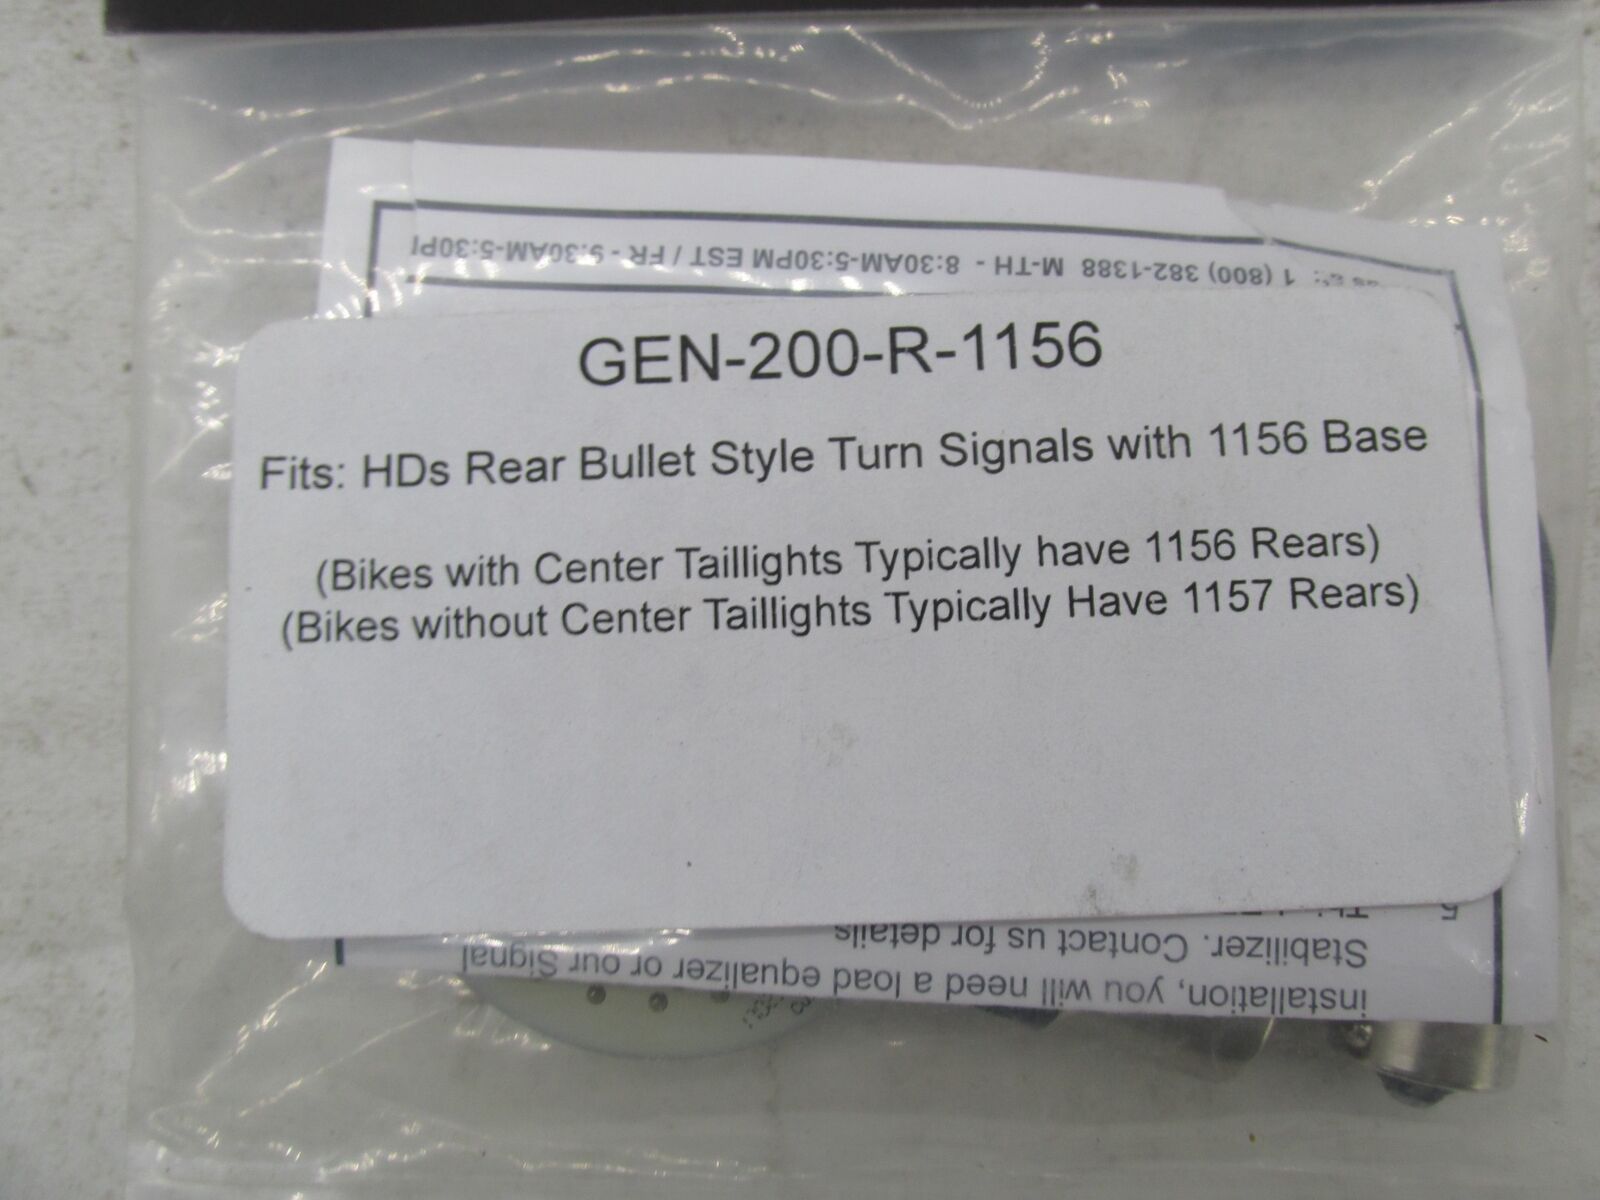 1 (800) 382-1388 M-TH - 8:30AM-5:30PM EST / FR - 9:30AM-5:30P
GEN-200-R-1156
Fits: HDs Rear Bullet Style Turn Signals with 1156 Base
(Bikes with Center Taillights Typically have 1156 Rears)
(Bikes without Center Taillights Typically Have 1157 Rears)
installation, you will need a load equalizer or our Signal
Stabilizer. Contact us for details
5